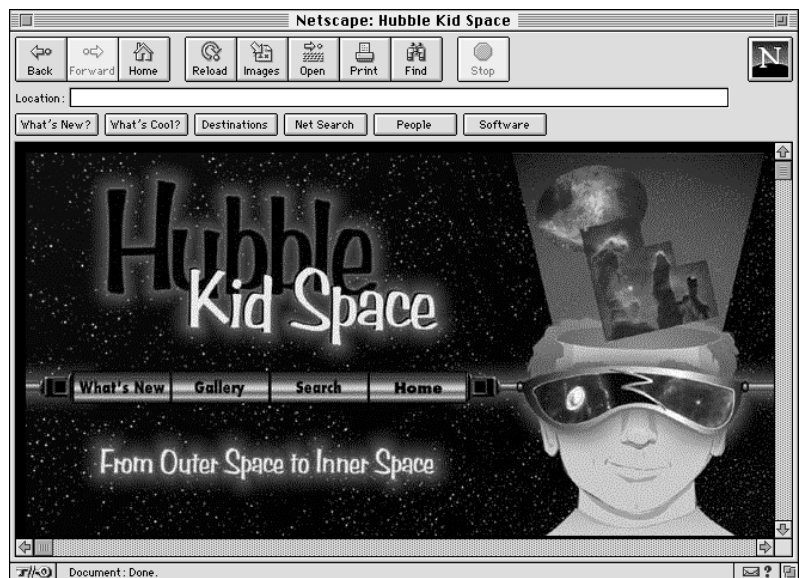 Netscape: Hubble Kid Space
Back Forward Home Reload Images Open Print Find Stop
N
Location:
What's New? What's Cool? Destinations Net Search People Software
Hubble
Kid Space
What's New Gallery Search Home
From Outer Space to Inner Space
Document: Done.
?